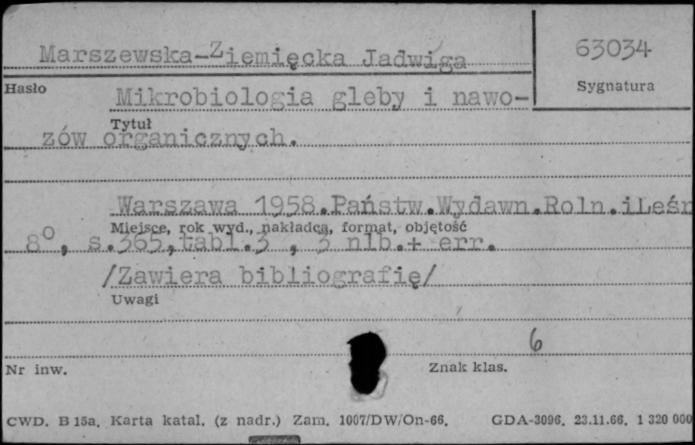 Marszewska-Ziemięcka Jadwiga
63034
Hasło
Sygnatura
Mikrobiologia gleby i nawo-
Tytuł
zów organicznych.
Warszawa 1958.Państw.Wydawn.Roln.iLeśn
Miejsce, rok wyd., nakładca, format, objętość
8º, s.365,tabl.3 , 3 nlb.+ err.
/Zawiera bibliografię/
Uwagi
6
Nr inw.
Znak klas.
CWD. B 15a. Karta katal. (z nadr.) Zam. 1007/DW/On-66. GDA-3096. 23.11.66. 1 320 000